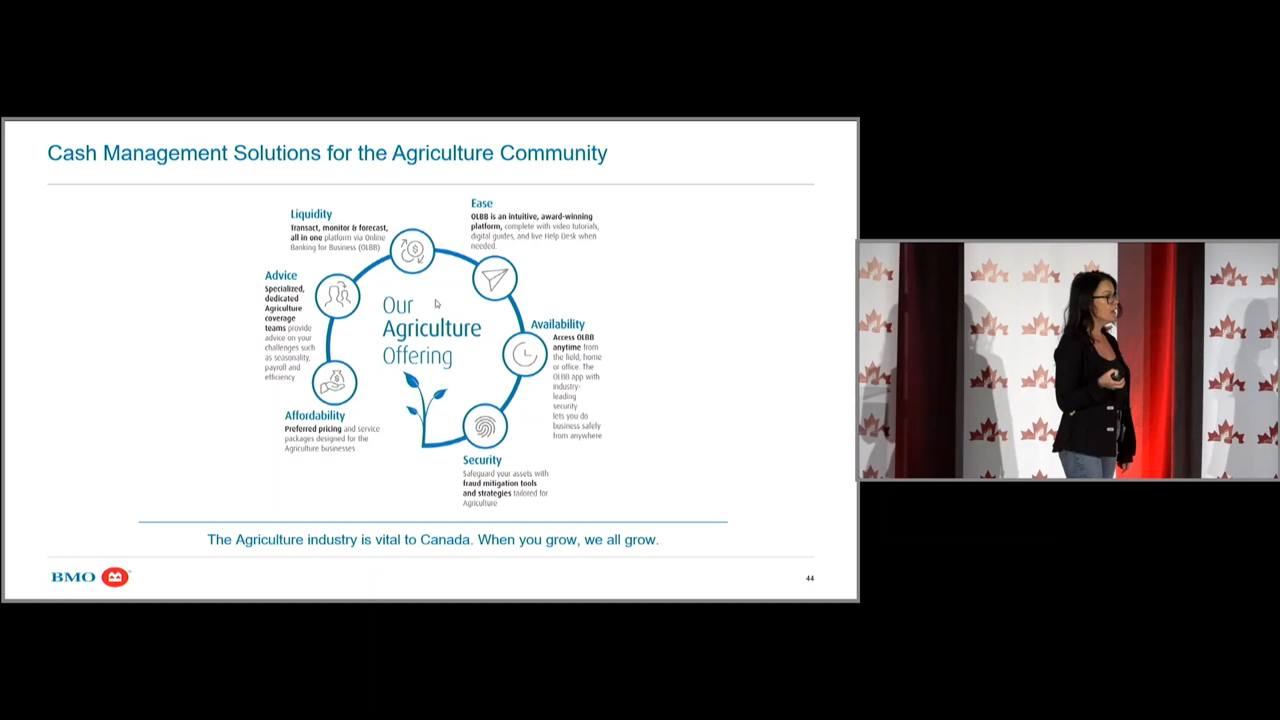 Cash Management Solutions for the Agriculture Community
Liquidity
Transact, monitor & forecast,
all in one platform via Online
Banking for Business (OLBB)
Ease
OLBB is an intuitive, award-winning
platform, complete with video tutorials,
digital guides, and live Help Desk when
needed.
Advice
Specialized,
dedicated
Agriculture
coverage
teams provide
advice on your
challenges such
as seasonality,
payroll and
efficiency
Our
Agriculture
Offering
Availability
Access OLBB
anytime from
the field, home
or office. The
OLBB app with
industry-
leading
security
lets you do
business safely
from anywhere
Affordability
Preferred pricing and service
packages designed for the
Agriculture businesses
Security
Safeguard your assets with
fraud mitigation tools
and strategies tailored for
Agriculture
The Agriculture industry is vital to Canada. When you grow, we all grow.
BMO
44